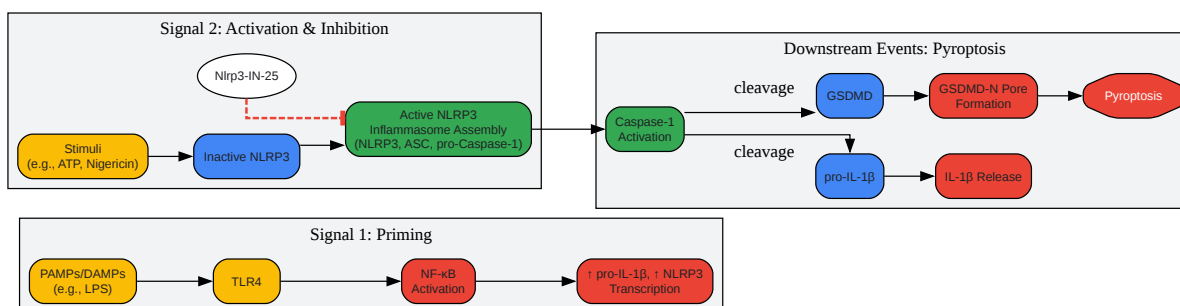 Signal 2: Activation & Inhibition
Nlrp3-IN-25
Stimuli
(e.g., ATP, Nigericin)
Inactive NLRP3
Active NLRP3
Inflammasome Assembly
(NLRP3, ASC, pro-Caspase-1)
Downstream Events: Pyroptosis
Caspase-1
Activation
cleavage
cleavage
GSDMD
GSDMD-N Pore
Formation
Pyroptosis
pro-IL-1β
IL-1β Release
Signal 1: Priming
PAMPs/DAMPs
(e.g., LPS)
TLR4
NF-κB
Activation
↑ pro-IL-1β, ↑ NLRP3
Transcription